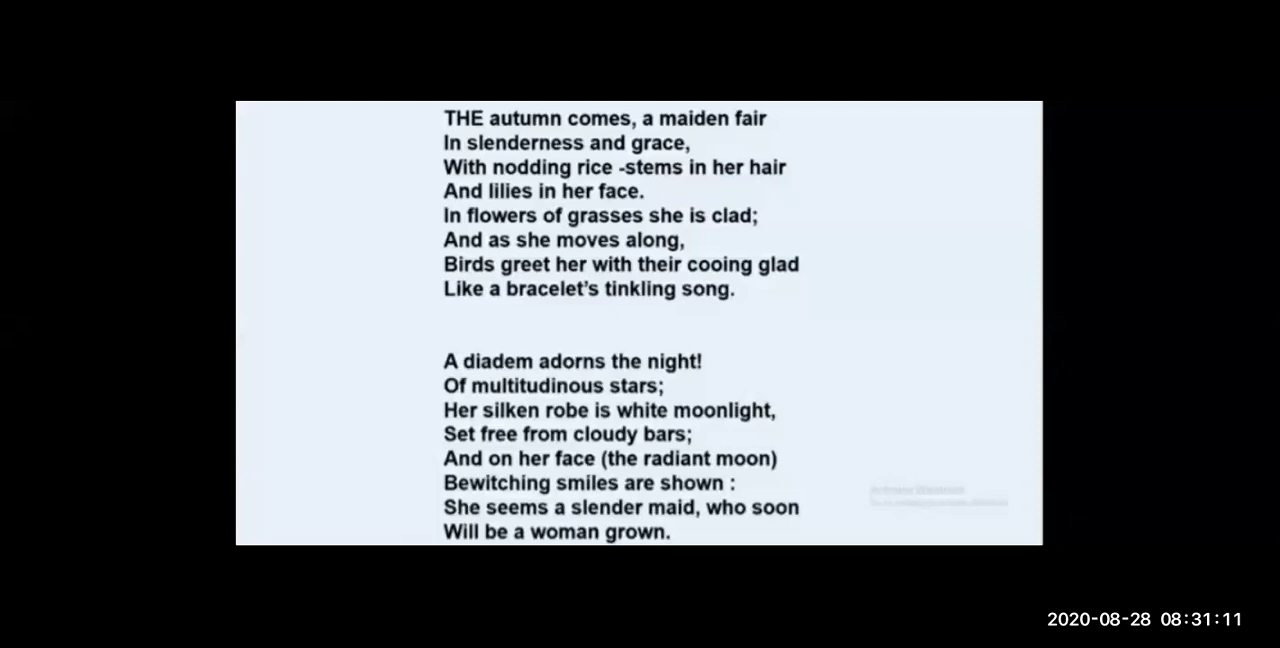 THE autumn comes, a maiden fair
In slenderness and grace,
With nodding rice -stems in her hair
And lilies in her face.
In flowers of grasses she is clad;
And as she moves along,
Birds greet her with their cooing glad
Like a bracelet's tinkling song.
A diadem adorns the night!
Of multitudinous stars;
Her silken robe is white moonlight,
Set free from cloudy bars;
And on her face (the radiant moon)
Bewitching smiles are shown :
She seems a slender maid, who soon
Will be a woman grown.
2020-08-28 08:31:11